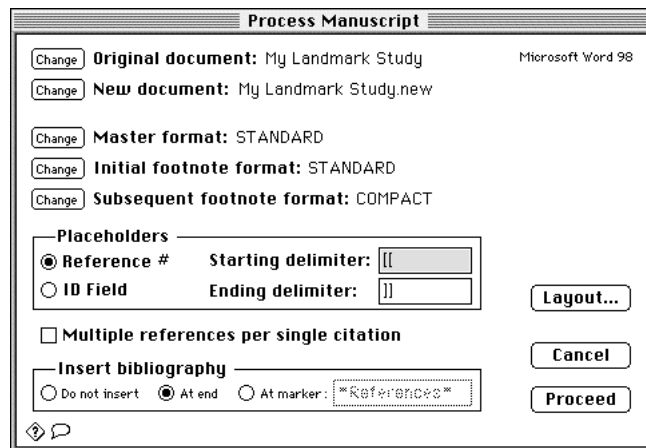 Process Manuscript
Change Original document: My Landmark Study Microsoft Word 98
Change New document: My Landmark Study.new
Change Master format: STANDARD
Change Initial footnote format: STANDARD
Change Subsequent footnote format: COMPACT
Placeholders
Reference # Starting delimiter: [[
ID Field Ending delimiter: ]]
Layout...
Multiple references per single citation
Cancel
Insert bibliography
Do not insert At end At marker: *References*
Proceed
?